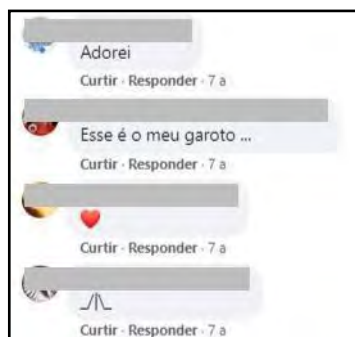 Adorei
Curtir · Responder · 7 a
Esse é o meu garoto ...
Curtir · Responder · 7 a
❤️
Curtir · Responder · 7 a
_/|\_
Curtir · Responder · 7 a